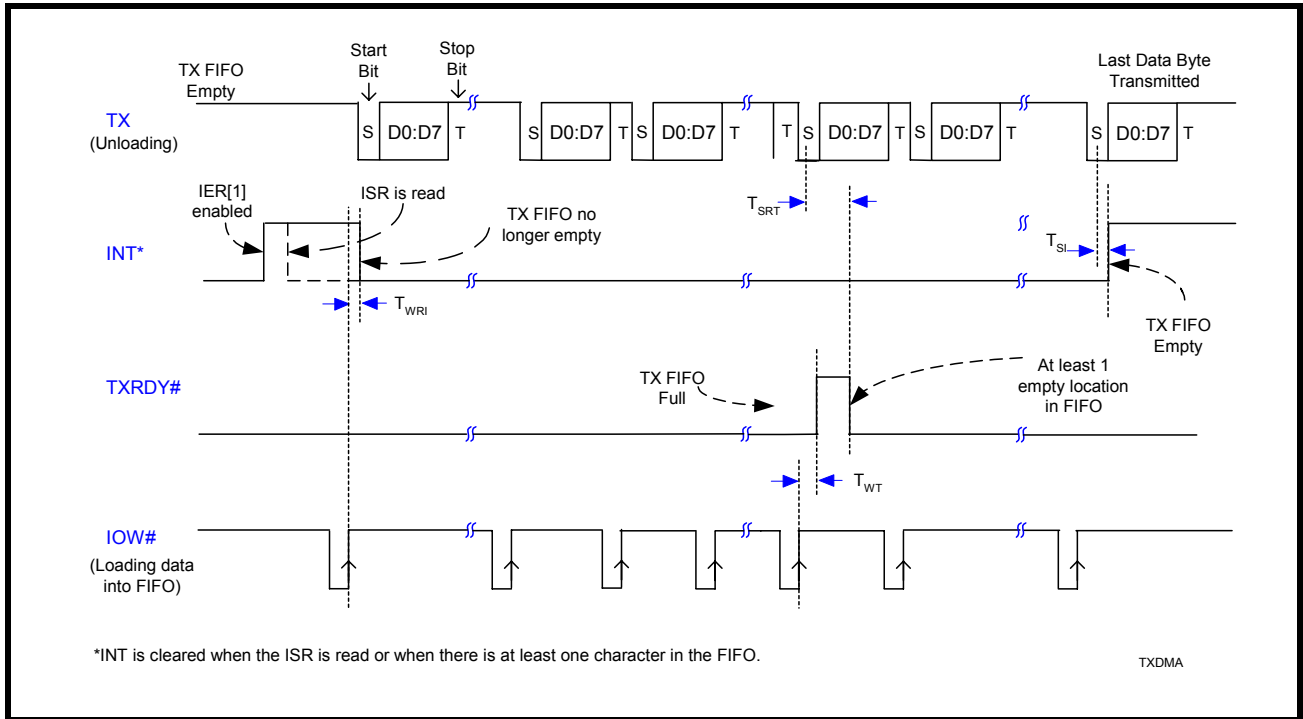 Start
Bit
Stop
Bit
TX FIFO
Empty
Last Data Byte
Transmitted
TX
(Unloading)
S D0:D7 T
S D0:D7 T S D0:D7 T
T S D0:D7 T S D0:D7 T
S D0:D7 T
IER[1]
enabled
ISR is read
TX FIFO no
longer empty
TSRT
TSI
INT*
TWRI
TX FIFO
Empty
TXRDY#
TX FIFO
Full
At least 1
empty location
in FIFO
TWT
IOW#
(Loading data
into FIFO)
*INT is cleared when the ISR is read or when there is at least one character in the FIFO.
TXDMA